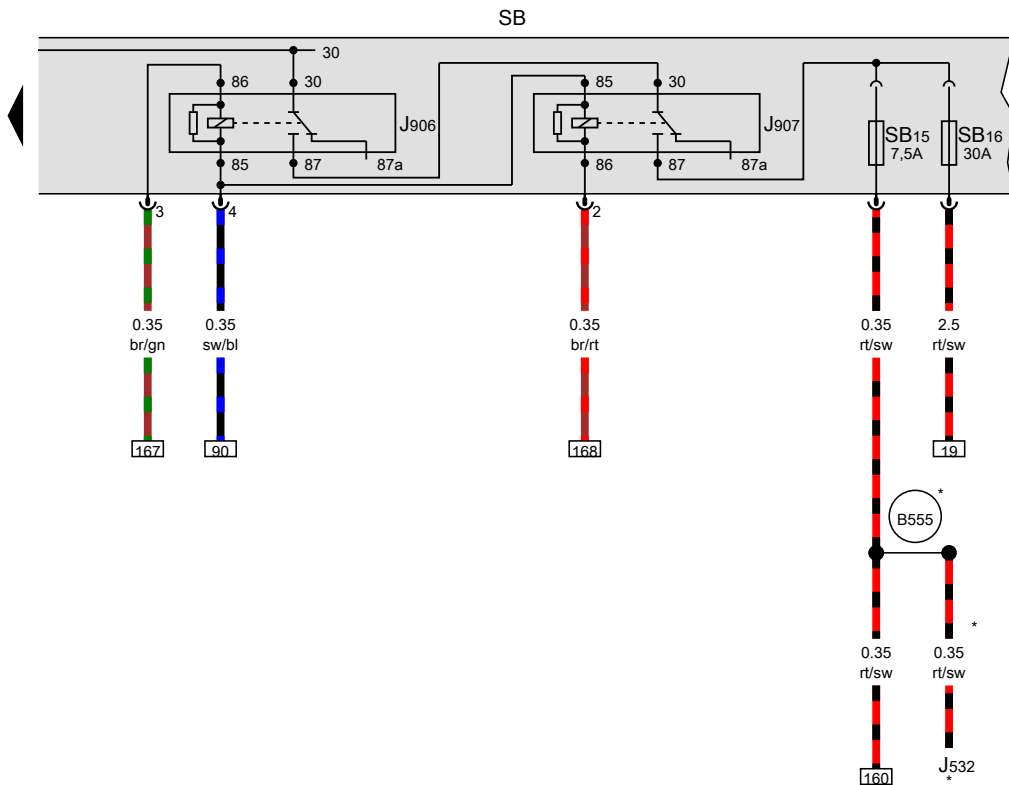 SB
30
86
30
85
30
J906
J907
SB15
7,5A
SB16
30A
85
87
87a
86
87
87a
3
4
2
0.35
br/gn
0.35
sw/bl
0.35
br/rt
0.35
rt/sw
2.5
rt/sw
167
90
168
19
*
B555
*
0.35
rt/sw
0.35
rt/sw
160
J532
*